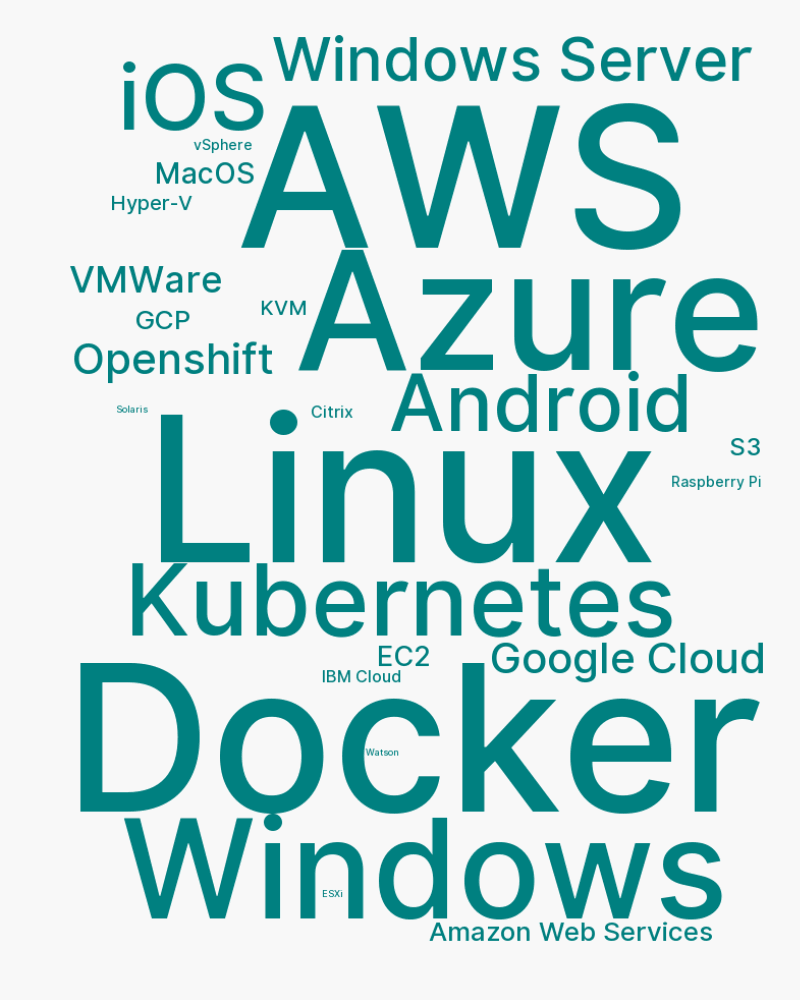 Windows Server
iOS
AWS
vSphere
MacOS
Hyper-V
Azure
VMWare
KVM
GCP
Openshift
Android
Solaris
Citrix
Linux
S3
Raspberry Pi
Kubernetes
EC2
Google Cloud
IBM Cloud
Docker
Watson
Windows
ESXi
Amazon Web Services